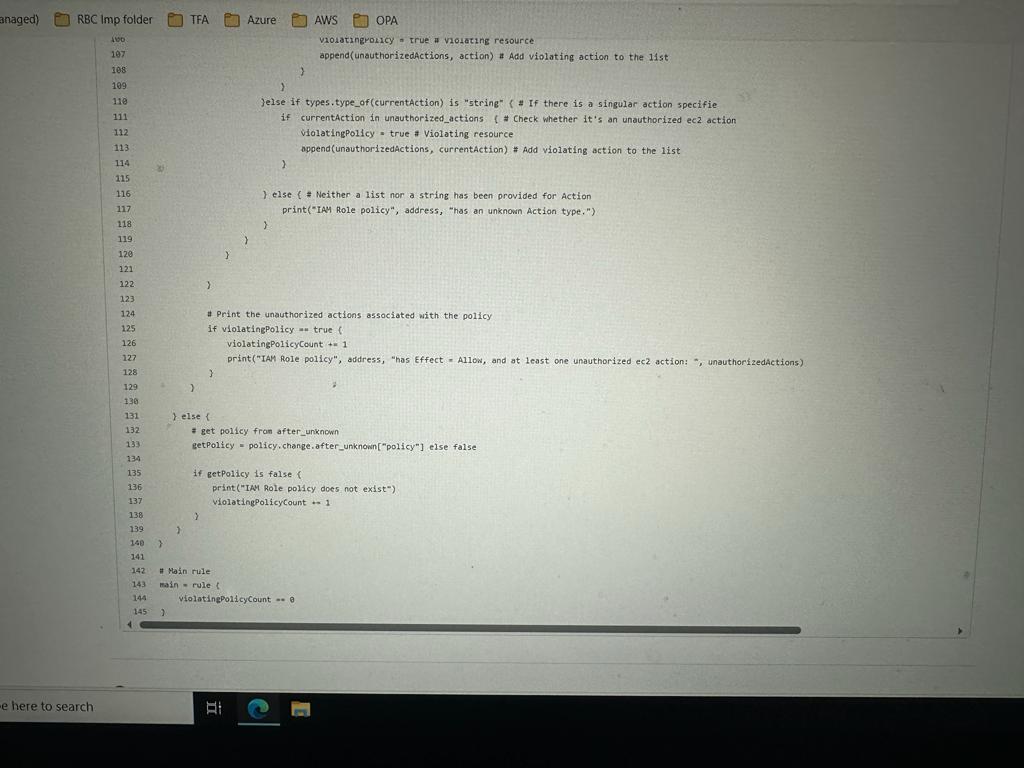 anaged) RBC Imp folder TFA Azure AWS OPA
106 violatingPolicy = true # Violating resource
107 append(unauthorizedActions, action) # Add violating action to the list
108 }
109 }
110 }else if types.type_of(currentAction) is "string" { # If there is a singular action specifie
111 if currentAction in unauthorized_actions { # Check whether it's an unauthorized ec2 action
112 violatingPolicy = true # Violating resource
113 append(unauthorizedActions, currentAction) # Add violating action to the list
114 }
115
116 } else { # Neither a list nor a string has been provided for Action
117 print("IAM Role policy", address, "has an unknown Action type.")
118 }
119 }
120 }
121
122 }
123
124 # Print the unauthorized actions associated with the policy
125 if violatingPolicy == true {
126 violatingPolicyCount += 1
127 print("IAM Role policy", address, "has Effect = Allow, and at least one unauthorized ec2 action: ", unauthorizedActions)
128 }
129 }
130
131 } else {
132 # get policy from after_unknown
133 getPolicy = policy.change.after_unknown["policy"] else false
134
135 if getPolicy is false {
136 print("IAM Role policy does not exist")
137 violatingPolicyCount += 1
138 }
139 }
140 }
141
142 # Main rule
143 main = rule {
144 violatingPolicyCount == 0
145 }
e here to search